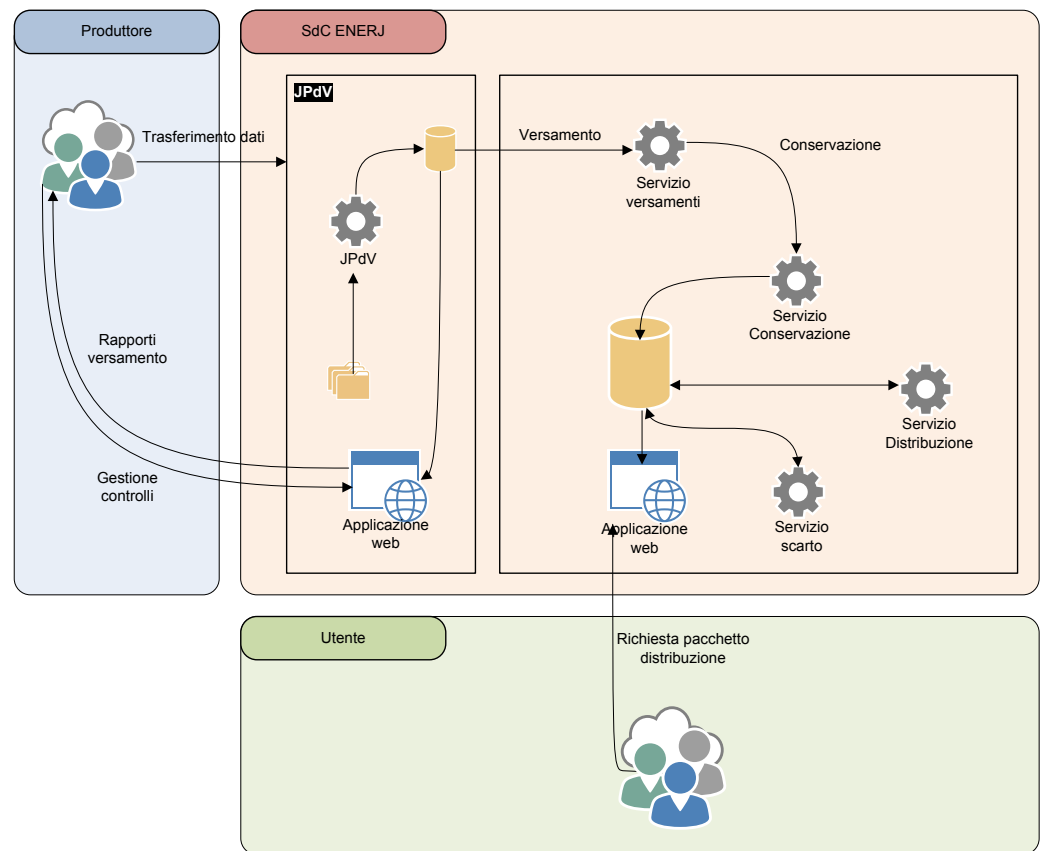 Produttore
SdC ENERJ
JPdV
Trasferimento dati
Versamento
Conservazione
Servizio
versamenti
JPdV
Servizio
Conservazione
Rapporti
versamento
Servizio
Distribuzione
Gestione
controlli
Applicazione
web
Applicazione
web
Servizio
scarto
Utente
Richiesta pacchetto
distribuzione